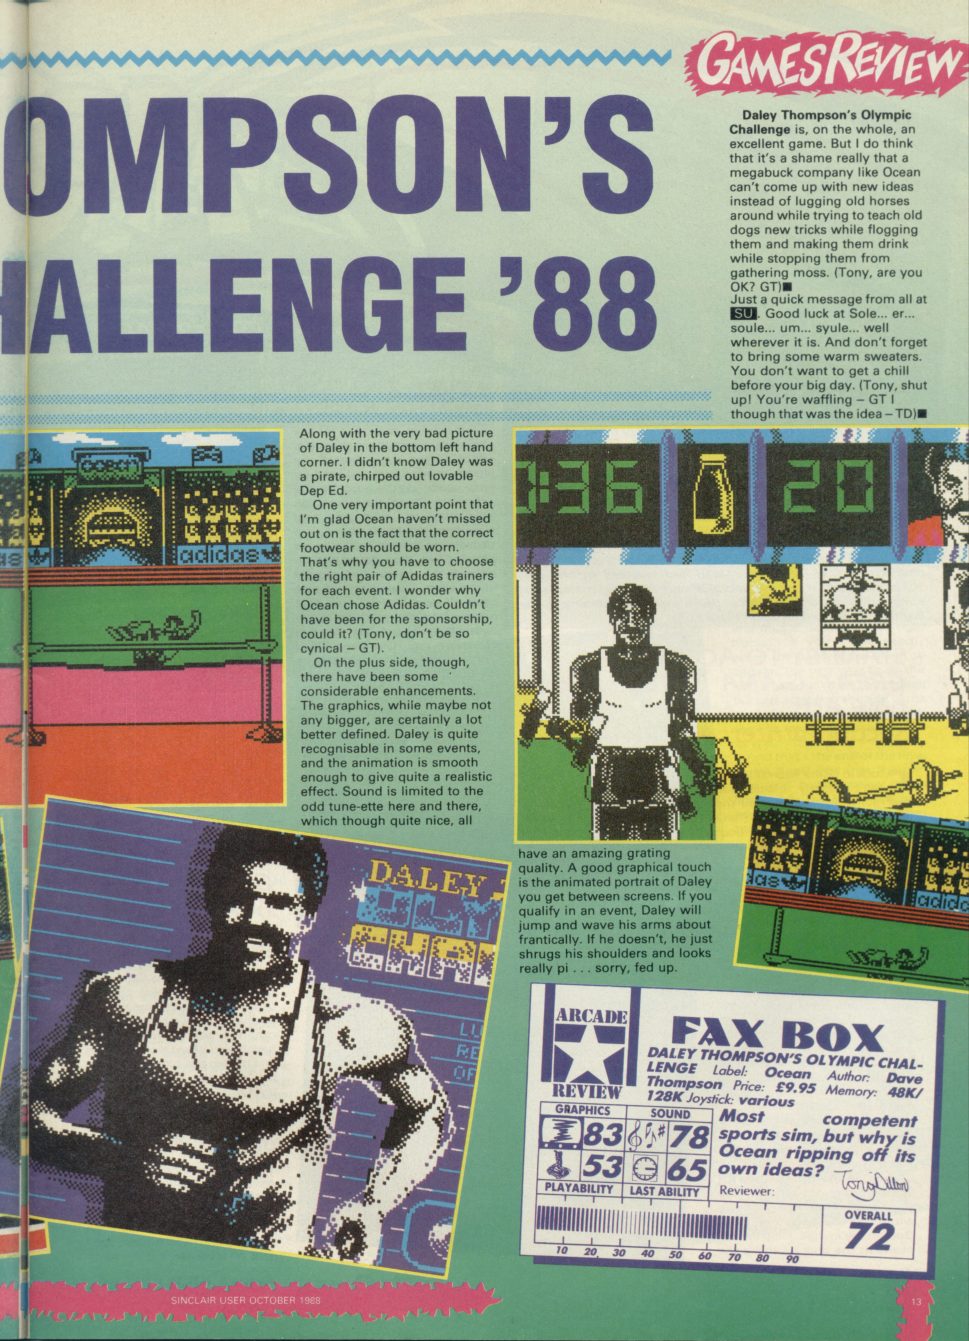 GAMES REVIEW
OMPSON'S
HALLENGE '88
Along with the very bad picture
of Daley in the bottom left hand
corner. I didn't know Daley was
a pirate, chirped out lovable
Dep Ed.
One very important point that
I'm glad Ocean haven't missed
out on is the fact that the correct
footwear should be worn.
That's why you have to choose
the right pair of Adidas trainers
for each event. I wonder why
Ocean chose Adidas. Couldn't
have been for the sponsorship,
could it? (Tony, don't be so
cynical – GT).
On the plus side, though,
there have been some
considerable enhancements.
The graphics, while maybe not
any bigger, are certainly a lot
better defined. Daley is quite
recognisable in some events,
and the animation is smooth
enough to give quite a realistic
effect. Sound is limited to the
odd tune-ette here and there,
which though quite nice, all
have an amazing grating
quality. A good graphical touch
is the animated portrait of Daley
you get between screens. If you
qualify in an event, Daley will
jump and wave his arms about
frantically. If he doesn't, he just
shrugs his shoulders and looks
really pi . . . sorry, fed up.
Daley Thompson's Olympic
Challenge is, on the whole, an
excellent game. But I do think
that it's a shame really that a
megabuck company like Ocean
can't come up with new ideas
instead of lugging old horses
around while trying to teach old
dogs new tricks while flogging
them and making them drink
while stopping them from
gathering moss. (Tony, are you
OK? GT)■
Just a quick message from all at
SU. Good luck at Sole... er...
soule... um... syule... well
wherever it is. And don't forget
to bring some warm sweaters.
You don't want to get a chill
before your big day. (Tony, shut
up! You're waffling – GT I
though that was the idea – TD)■
ocean
adidas
:36
20
DALEY
OLY
CHA
LU
RE
OF
ocean
das
adida
ARCADE
REVIEW
FAX BOX
DALEY THOMPSON'S OLYMPIC CHAL-
LENGE Label: Ocean Author: Dave
Thompson Price: £9.95 Memory: 48K/
128K Joystick: various
GRAPHICS
83
SOUND
78
53
PLAYABILITY
65
LAST ABILITY
Most competent
sports sim, but why is
Ocean ripping off its
own ideas?
Reviewer: Tony Dillon
10 20 30 40 50 60 70 80 90
OVERALL
72
SINCLAIR USER OCTOBER 1988
13